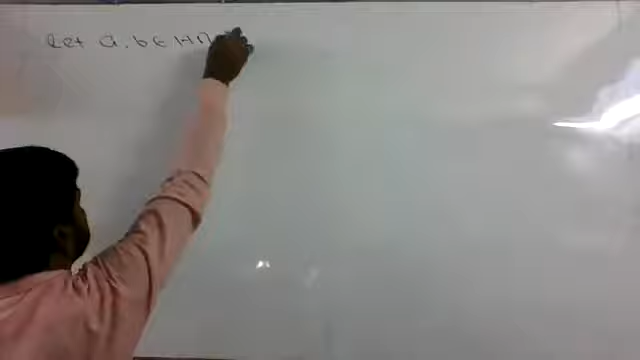 let a, b ∈ H∩